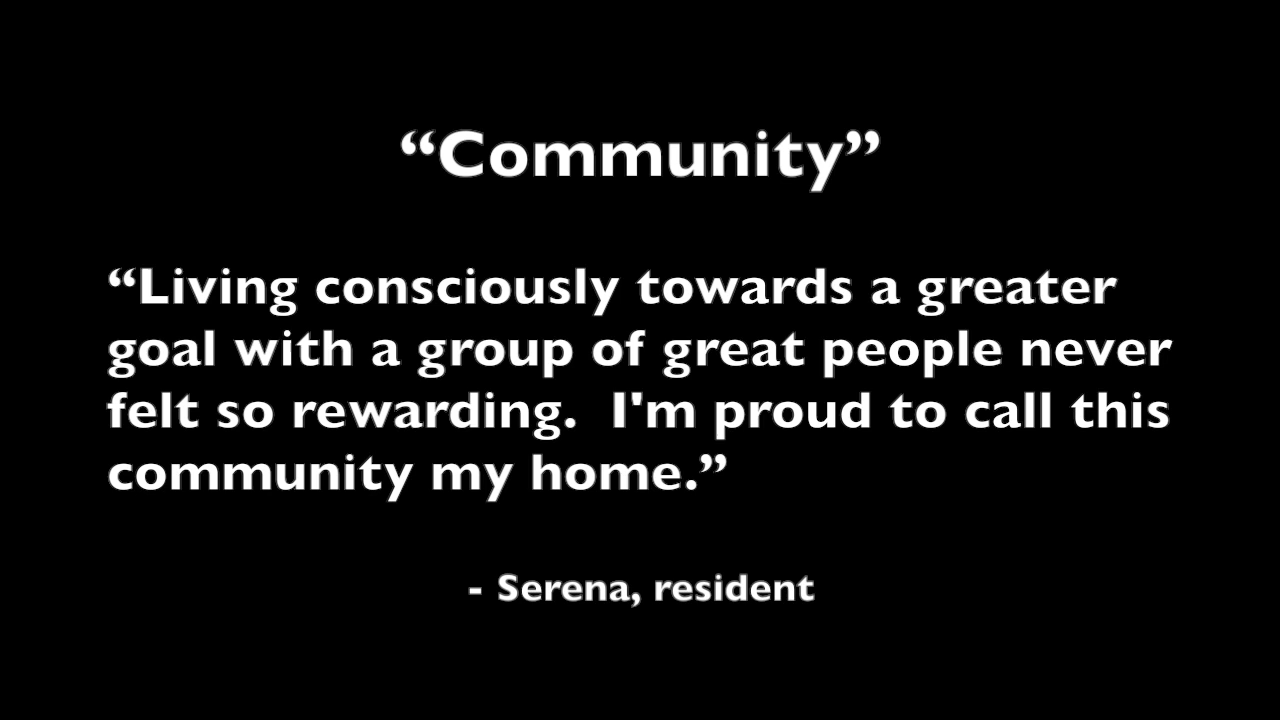 “Community”
“Living consciously towards a greater
goal with a group of great people never
felt so rewarding.  I'm proud to call this
community my home.”
- Serena, resident